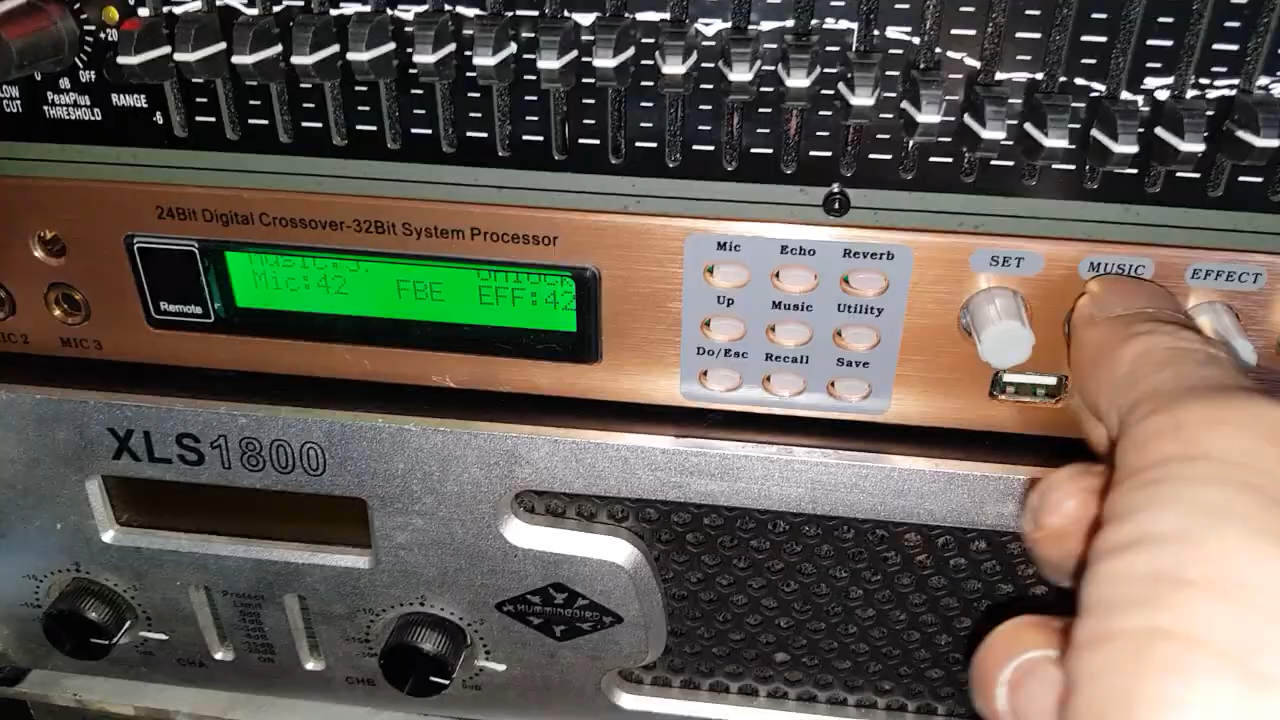 +20
0 OFF
dB
LOW
CUT
PeakPlus
THRESHOLD
RANGE
-6
24Bit Digital Crossover-32Bit System Processor
Remote
Mic:42 FBE EFF:42
MIC 3
Mic Echo Reverb
Up Music Utility
Do/Esc Recall Save
SET MUSIC EFFECT
XLS1800
HUMMINGBIRD
Protect
Limit
CHA
CHB